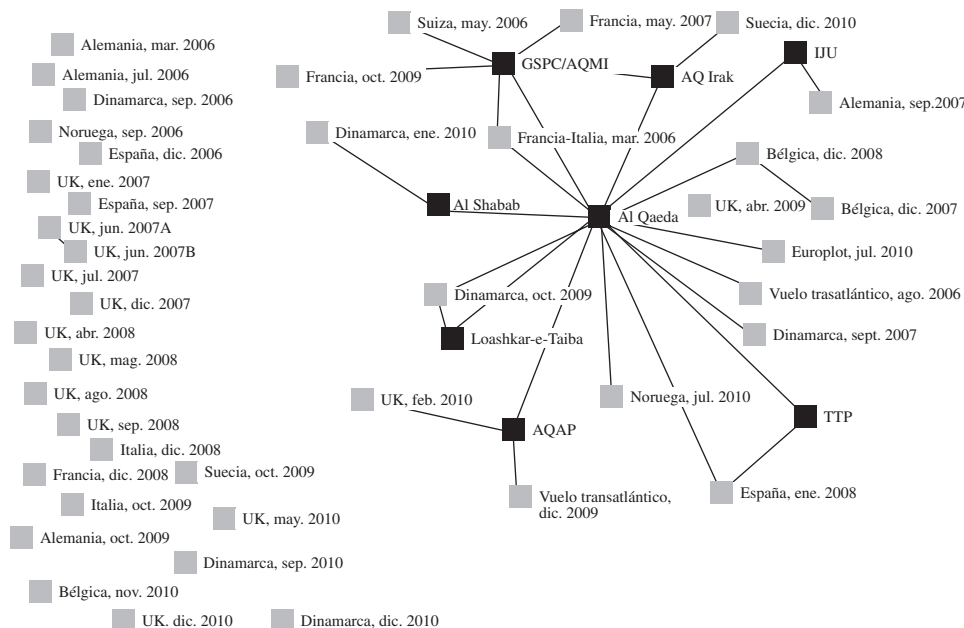 Alemania, mar. 2006
Alemania, jul. 2006
Dinamarca, sep. 2006
Noruega, sep. 2006
España, dic. 2006
UK, ene. 2007
España, sep. 2007
UK, jun. 2007A
UK, jun. 2007B
UK, jul. 2007
UK, dic. 2007
UK, abr. 2008
UK, mag. 2008
UK, ago. 2008
UK, sep. 2008
Italia, dic. 2008
Francia, dic. 2008
Suecia, oct. 2009
Italia, oct. 2009
UK, may. 2010
Alemania, oct. 2009
Dinamarca, sep. 2010
Bélgica, nov. 2010
UK. dic. 2010
Dinamarca, dic. 2010
Suiza, may. 2006
Francia, may. 2007
Suecia, dic. 2010
GSPC/AQMI
IJU
Francia, oct. 2009
AQ Irak
Alemania, sep.2007
Dinamarca, ene. 2010
Francia-Italia, mar. 2006
Bélgica, dic. 2008
Al Shabab
Al Qaeda
UK, abr. 2009
Bélgica, dic. 2007
Europlot, jul. 2010
Dinamarca, oct. 2009
Vuelo trasatlántico, ago. 2006
Loashkar-e-Taiba
Dinamarca, sept. 2007
UK, feb. 2010
Noruega, jul. 2010
AQAP
TTP
Vuelo transatlántico,
dic. 2009
España, ene. 2008